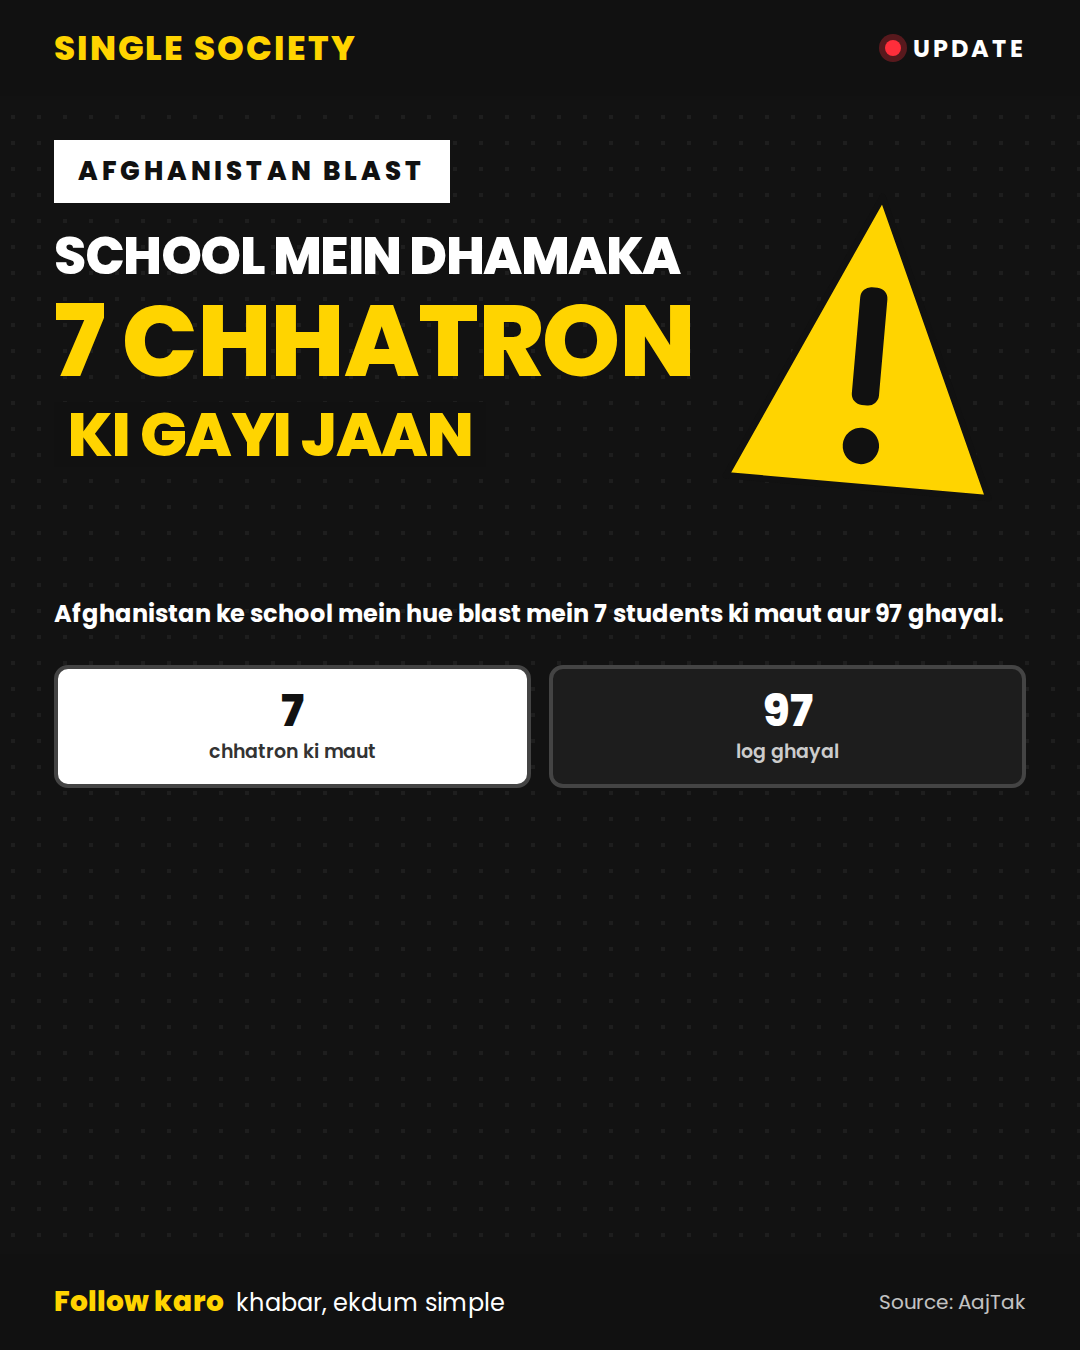 SINGLE SOCIETY
UPDATE
AFGHANISTAN BLAST
SCHOOL MEIN DHAMAKA
7 CHHATRON
KI GAYI JAAN
Afghanistan ke school mein hue blast mein 7 students ki maut aur 97 ghayal.
7
chhatron ki maut
97
log ghayal
Follow karo khabar, ekdum simple
Source: AajTak